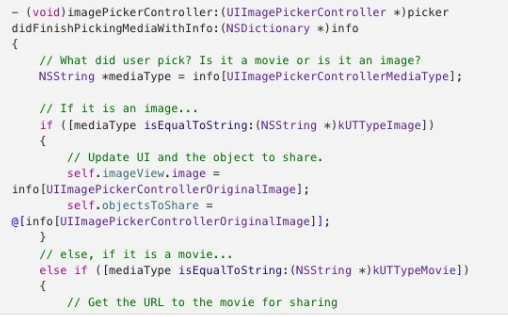 - (void)imagePickerController:(UIImagePickerController *)picker
didFinishPickingMediaWithInfo:(NSDictionary *)info
{
    // What did user pick? Is it a movie or is it an image?
    NSString *mediaType = info[UIImagePickerControllerMediaType];

    // If it is an image...
    if ([mediaType isEqualToString:(NSString *)kUTTypeImage])
    {
        // Update UI and the object to share.
        self.imageView.image =
info[UIImagePickerControllerOriginalImage];
        self.objectsToShare =
@[info[UIImagePickerControllerOriginalImage]];
    }
    // else, if it is a movie...
    else if ([mediaType isEqualToString:(NSString *)kUTTypeMovie])
    {
        // Get the URL to the movie for sharing